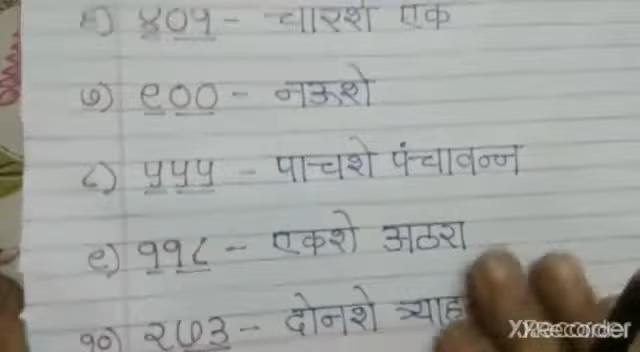 ६) ४०१ - चारशे एक
७) ९०० - नऊशे
८) ५५५ - पाचशे पंचावन्न
९) ११८ - एकशे अठरा
१०) २७३ - दोनशे
XRecorder